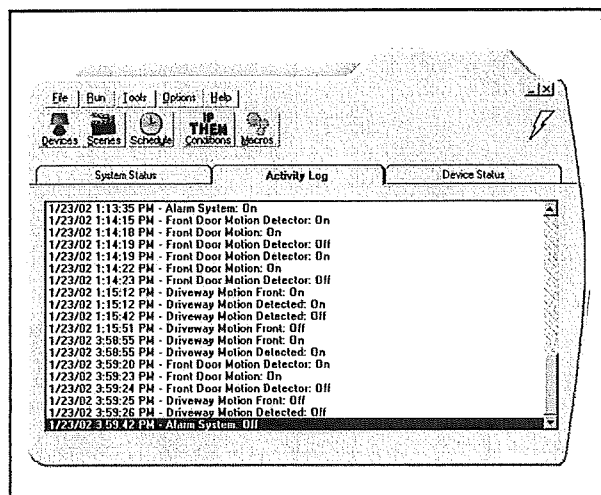 File Run Tools Options Help
IF
THEN
Devices Scenes Schedule Conditions Macros
System Status Activity Log Device Status
1/23/02 1:13:35 PM - Alarm System: On
1/23/02 1:14:15 PM - Front Door Motion Detector: On
1/23/02 1:14:18 PM - Front Door Motion: On
1/23/02 1:14:19 PM - Front Door Motion Detector: Off
1/23/02 1:14:19 PM - Front Door Motion Detector: On
1/23/02 1:14:22 PM - Front Door Motion: On
1/23/02 1:14:23 PM - Front Door Motion Detector: Off
1/23/02 1:15:12 PM - Driveway Motion Front: On
1/23/02 1:15:12 PM - Driveway Motion Detected: On
1/23/02 1:15:42 PM - Driveway Motion Detected: Off
1/23/02 1:15:51 PM - Driveway Motion Front: Off
1/23/02 3:58:55 PM - Driveway Motion Front: On
1/23/02 3:58:55 PM - Driveway Motion Detected: On
1/23/02 3:59:20 PM - Front Door Motion Detector: On
1/23/02 3:59:23 PM - Front Door Motion: On
1/23/02 3:59:24 PM - Front Door Motion Detector: Off
1/23/02 3:59:25 PM - Driveway Motion Front: Off
1/23/02 3:59:26 PM - Driveway Motion Detected: Off
1/23/02 3:59:42 PM - Alarm System: Off